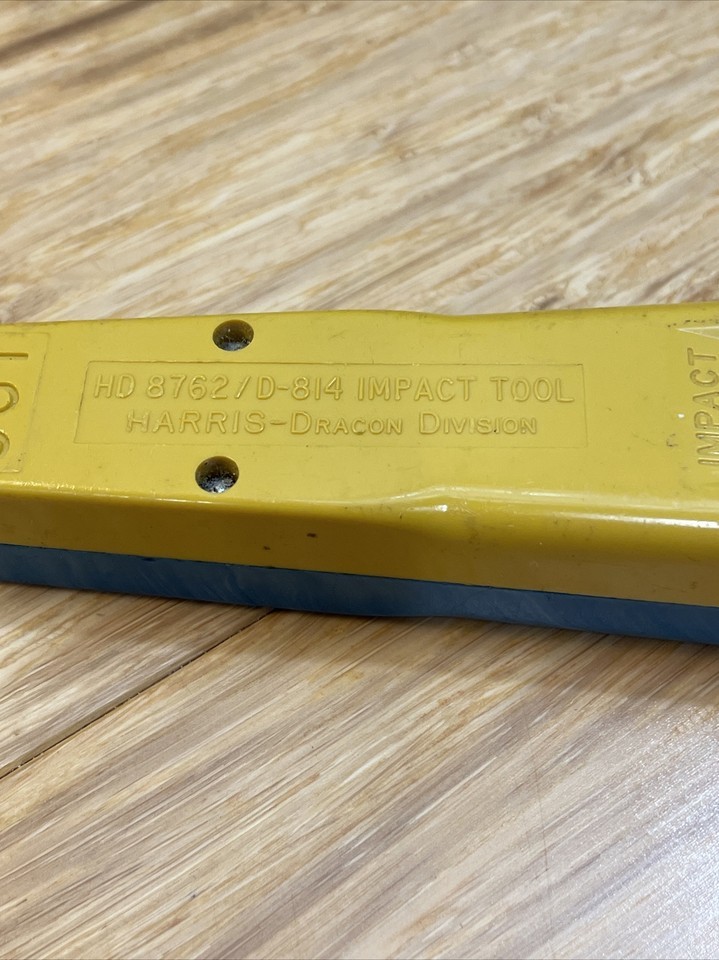 HD 8762/D-814 IMPACT TOOL
HARRIS-DRACON DIVISION
IMPACT